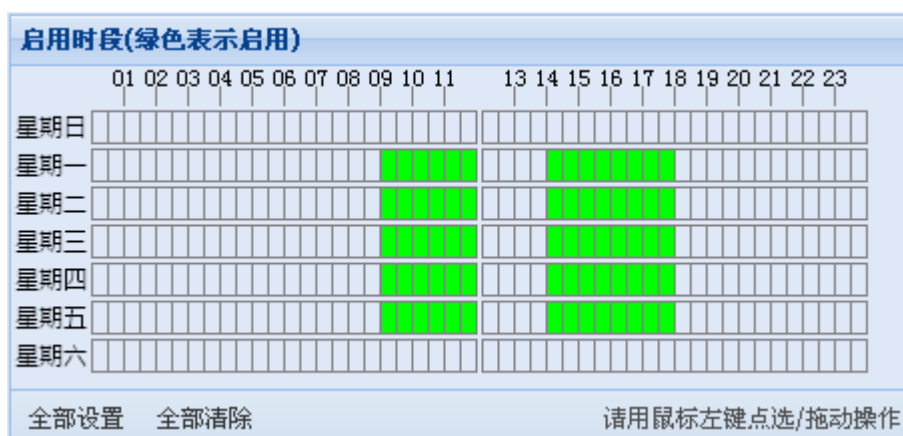 启用时段(绿色表示启用)
01 02 03 04 05 06 07 08 09 10 11 13 14 15 16 17 18 19 20 21 22 23
星期日
星期一
星期二
星期三
星期四
星期五
星期六
全部设置 全部清除 请用鼠标左键点选/拖动操作